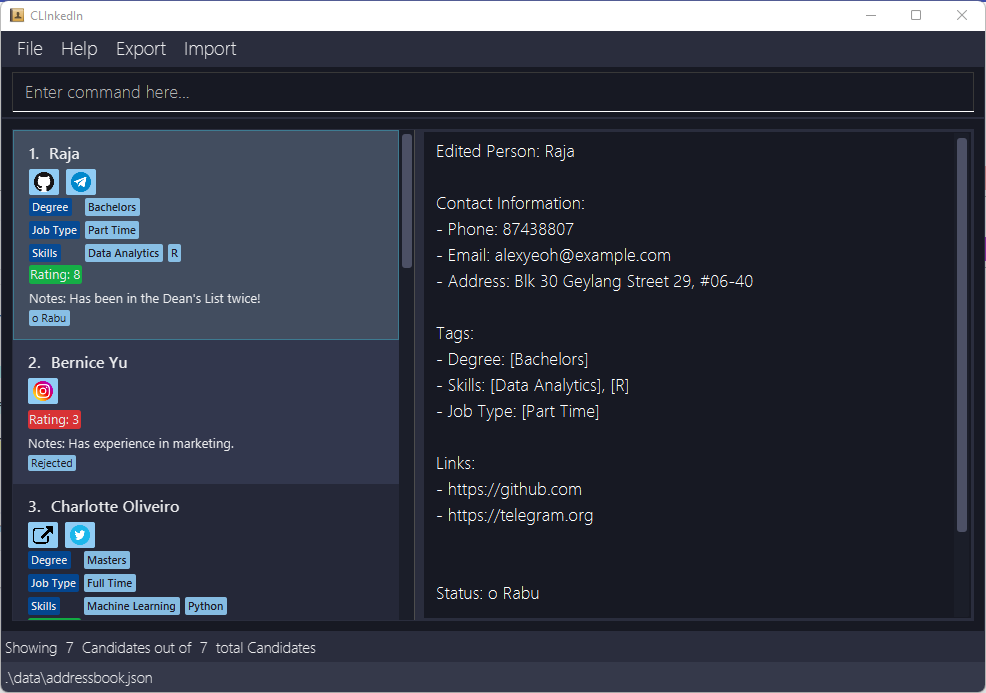 CLInkedIn
File Help Export Import
Enter command here...
1. Raja
Degree Bachelors
Job Type Part Time
Skills Data Analytics R
Rating: 8
Notes: Has been in the Dean's List twice!
o Rabu
2. Bernice Yu
Rating: 3
Notes: Has experience in marketing.
Rejected
3. Charlotte Oliveiro
Degree Masters
Job Type Full Time
Skills Machine Learning Python
Edited Person: Raja
Contact Information:
- Phone: 87438807
- Email: alexyeoh@example.com
- Address: Blk 30 Geylang Street 29, #06-40
Tags:
- Degree: [Bachelors]
- Skills: [Data Analytics], [R]
- Job Type: [Part Time]
Links:
- https://github.com
- https://telegram.org
Status: o Rabu
Showing 7 Candidates out of 7 total Candidates
.\data\addressbook.json